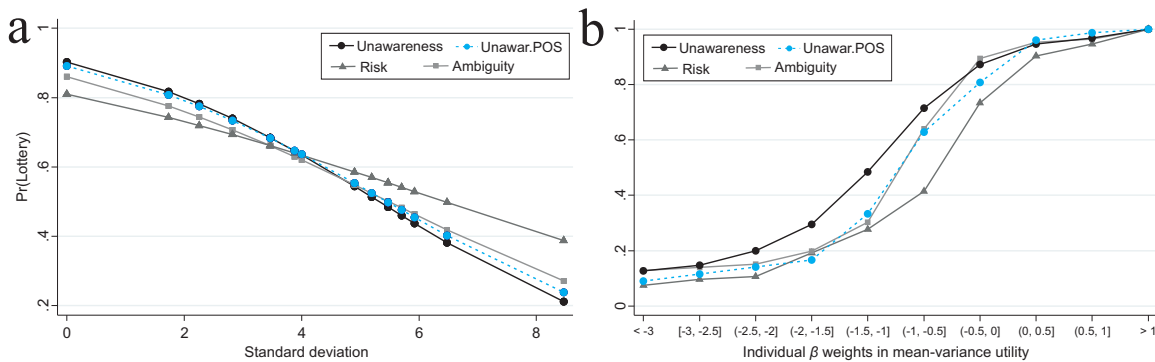 a
Pr(Lottery)
1
.8
.6
.4
.2
Unawareness
Unawar.POS
Risk
Ambiguity
0 2 4 6 8
Standard deviation
b
1
.8
.6
.4
.2
0
Unawareness
Unawar.POS
Risk
Ambiguity
< -3 [-3, -2.5] (-2.5, -2] (-2, -1.5] (-1.5, -1] (-1, -0.5] (-0.5, 0] (0, 0.5] (0.5, 1] > 1
Individual β weights in mean-variance utility